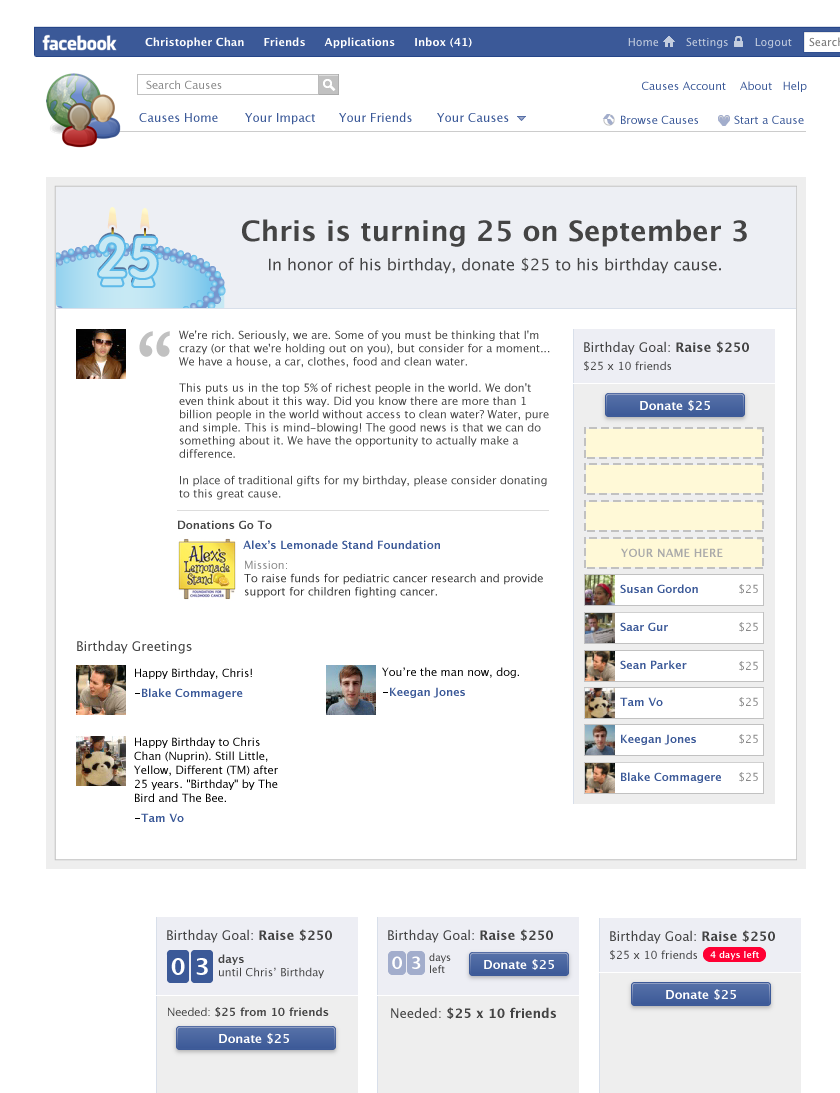 facebook Christopher Chan Friends Applications Inbox (41) Home Settings Logout Search
Search Causes
Causes Account About Help
Causes Home Your Impact Your Friends Your Causes
Browse Causes Start a Cause
25
Chris is turning 25 on September 3
In honor of his birthday, donate $25 to his birthday cause.
“
We're rich. Seriously, we are. Some of you must be thinking that I'm
crazy (or that we're holding out on you), but consider for a moment...
We have a house, a car, clothes, food and clean water.
This puts us in the top 5% of richest people in the world. We don't
even think about it this way. Did you know there are more than 1
billion people in the world without access to clean water? Water, pure
and simple. This is mind-blowing! The good news is that we can do
something about it. We have the opportunity to actually make a
difference.
In place of traditional gifts for my birthday, please consider donating
to this great cause.
Donations Go To
Alex's Lemonade Stand
FOUNDATION FOR
CHILDHOOD CANCER
Alex's Lemonade Stand Foundation
Mission:
To raise funds for pediatric cancer research and provide
support for children fighting cancer.
Birthday Greetings
Happy Birthday, Chris!
–Blake Commagere
You're the man now, dog.
–Keegan Jones
Happy Birthday to Chris
Chan (Nuprin). Still Little,
Yellow, Different (TM) after
25 years. "Birthday" by The
Bird and The Bee.
–Tam Vo
Birthday Goal: Raise $250
$25 x 10 friends
Donate $25
YOUR NAME HERE
Susan Gordon $25
Saar Gur $25
Sean Parker $25
Tam Vo $25
Keegan Jones $25
Blake Commagere $25
Birthday Goal: Raise $250
03 days
until Chris' Birthday
Needed: $25 from 10 friends
Donate $25
Birthday Goal: Raise $250
03 days
left
Donate $25
Needed: $25 x 10 friends
Birthday Goal: Raise $250
$25 x 10 friends 4 days left
Donate $25